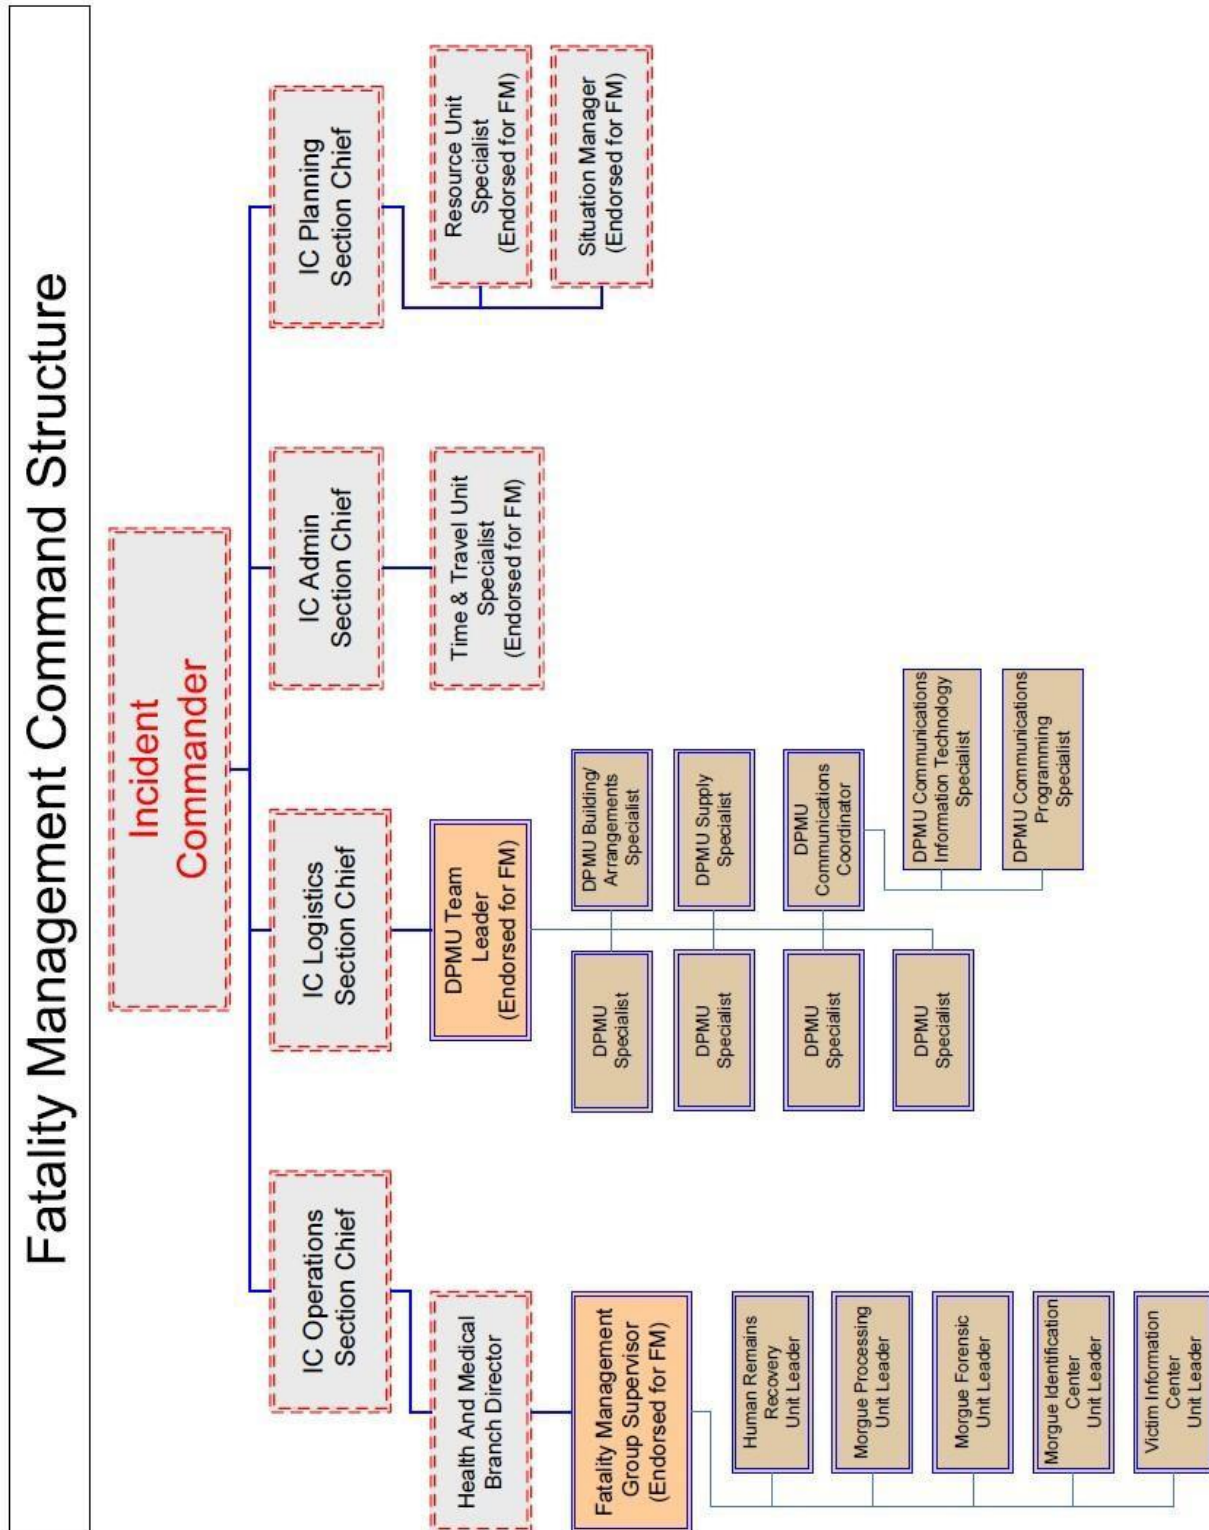 Fatality Management Command Structure
Incident
Commander
IC Operations
Section Chief
IC Logistics
Section Chief
IC Admin
Section Chief
IC Planning
Section Chief
Health And Medical
Branch Director
Fatality Management
Group Supervisor
(Endorsed for FM)
Human Remains
Recovery
Unit Leader
Morgue Processing
Unit Leader
Morgue Forensic
Unit Leader
Morgue Identification
Center
Unit Leader
Victim Information
Center
Unit Leader
DPMU Team
Leader
(Endorsed for FM)
DPMU
Specialist
DPMU Building/
Arrangements
Specialist
DPMU
Specialist
DPMU Supply
Specialist
DPMU
Specialist
DPMU
Communications
Coordinator
DPMU
Specialist
DPMU Communications
Information Technology
Specialist
DPMU Communications
Programming
Specialist
Time & Travel Unit
Specialist
(Endorsed for FM)
Resource Unit
Specialist
(Endorsed for FM)
Situation Manager
(Endorsed for FM)